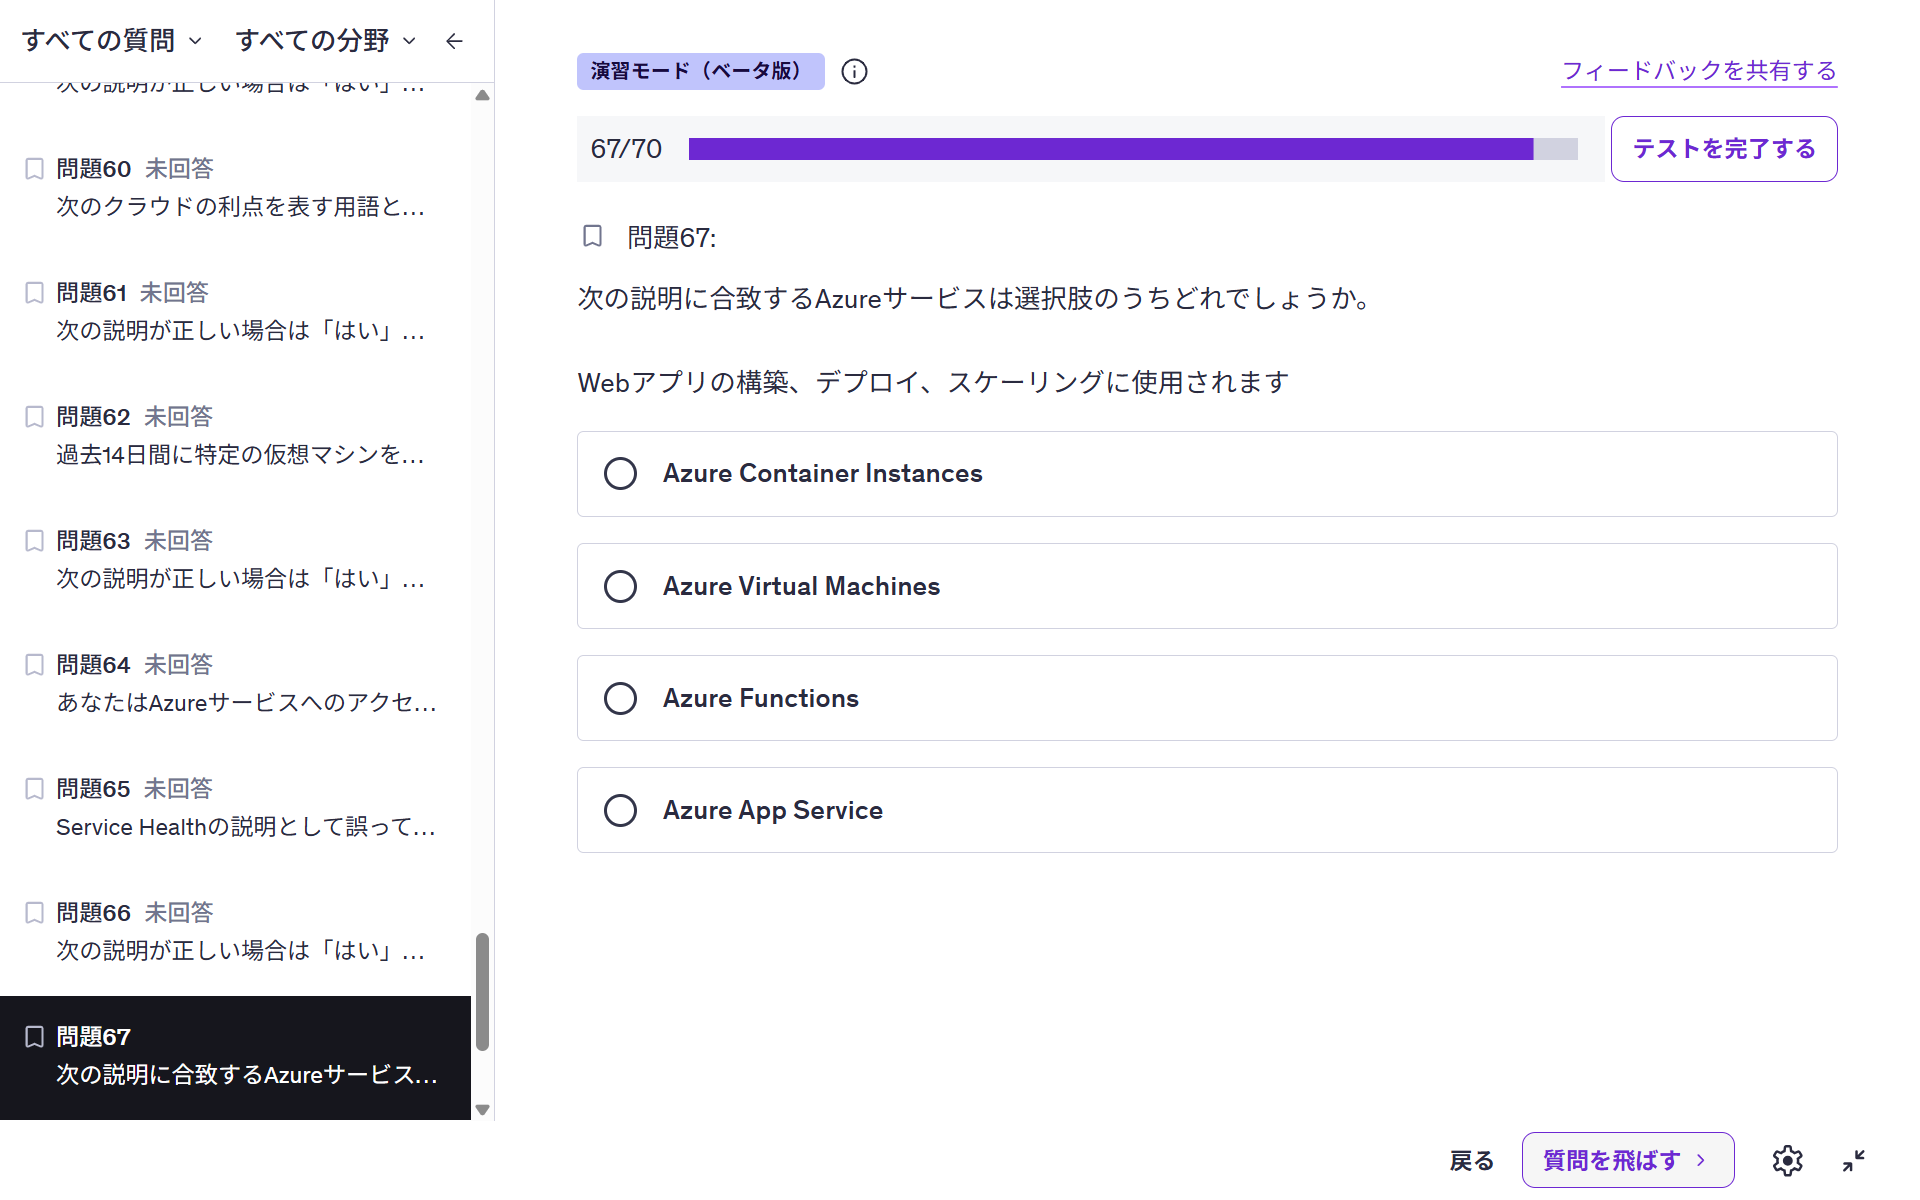 すべての質問
すべての分野
次の説明が正しい場合は「はい」...
問題60 未回答
次のクラウドの利点を表す用語と...
問題61 未回答
次の説明が正しい場合は「はい」...
問題62 未回答
過去14日間に特定の仮想マシンを...
問題63 未回答
次の説明が正しい場合は「はい」...
問題64 未回答
あなたはAzureサービスへのアクセ...
問題65 未回答
Service Healthの説明として誤って...
問題66 未回答
次の説明が正しい場合は「はい」...
問題67
次の説明に合致するAzureサービス...
演習モード（ベータ版）
フィードバックを共有する
67/70
テストを完了する
問題67:
次の説明に合致するAzureサービスは選択肢のうちどれでしょうか。
Webアプリの構築、デプロイ、スケーリングに使用されます
Azure Container Instances
Azure Virtual Machines
Azure Functions
Azure App Service
戻る
質問を飛ばす